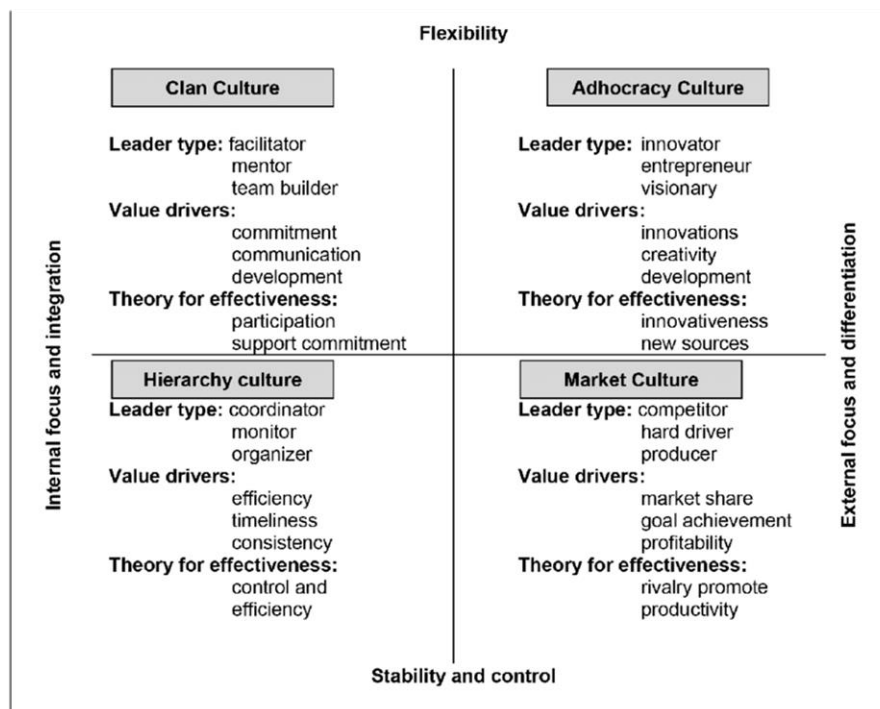 Flexibility
Clan Culture
Leader type: facilitator
mentor
team builder
Value drivers:
commitment
communication
development
Theory for effectiveness:
participation
support commitment
Adhocracy Culture
Leader type: innovator
entrepreneur
visionary
Value drivers:
innovations
creativity
development
Theory for effectiveness:
innovativeness
new sources
Internal focus and integration
External focus and differentiation
Hierarchy culture
Leader type: coordinator
monitor
organizer
Value drivers:
efficiency
timeliness
consistency
Theory for effectiveness:
control and
efficiency
Market Culture
Leader type: competitor
hard driver
producer
Value drivers:
market share
goal achievement
profitability
Theory for effectiveness:
rivalry promote
productivity
Stability and control